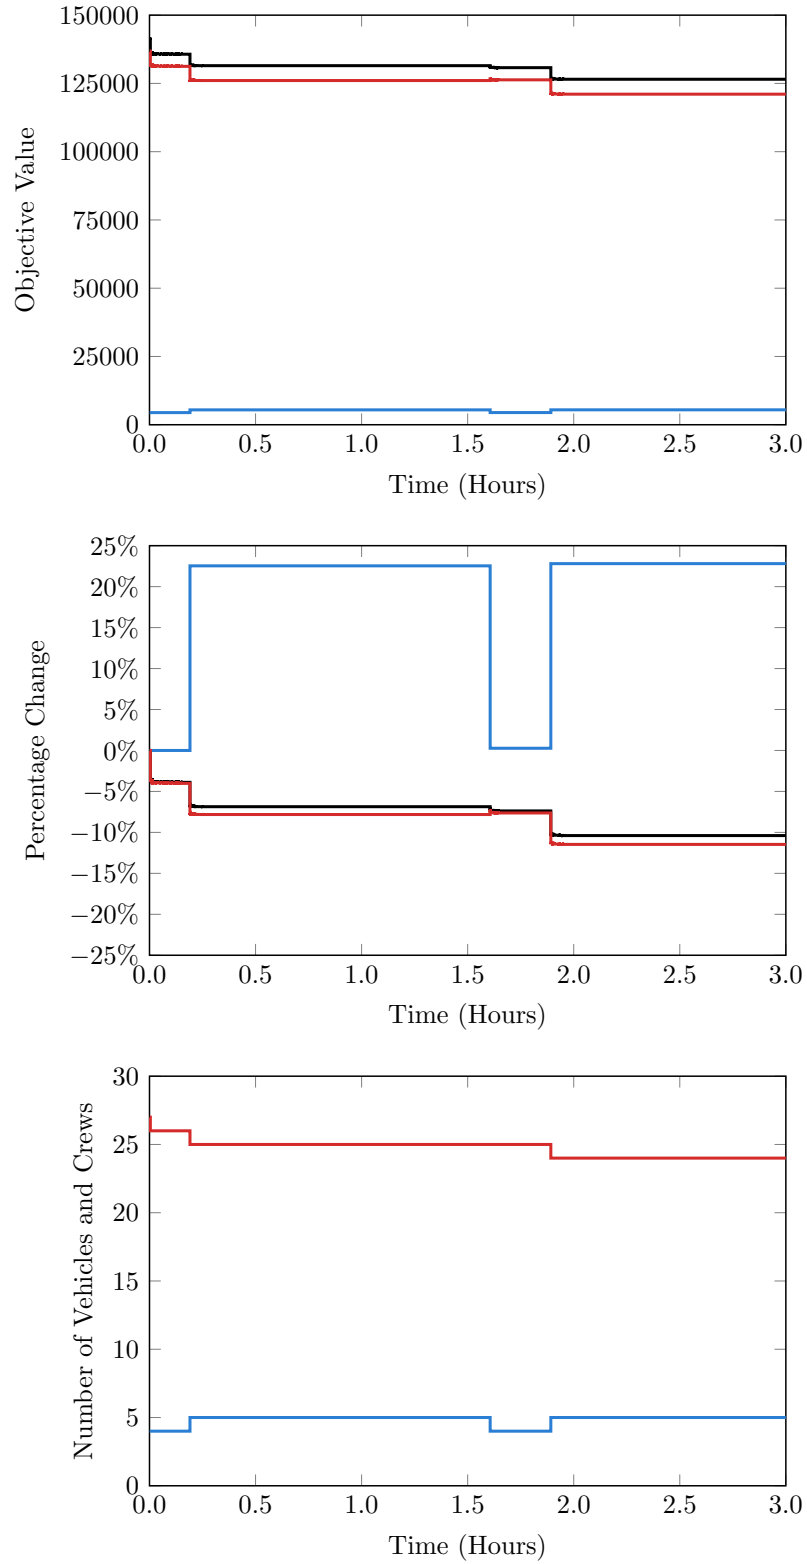 150000
125000
100000
75000
50000
25000
0
Objective Value
0.0 0.5 1.0 1.5 2.0 2.5 3.0
Time (Hours)
25%
20%
15%
10%
5%
0%
−5%
−10%
−15%
−20%
−25%
Percentage Change
0.0 0.5 1.0 1.5 2.0 2.5 3.0
Time (Hours)
30
25
20
15
10
5
0
Number of Vehicles and Crews
0.0 0.5 1.0 1.5 2.0 2.5 3.0
Time (Hours)